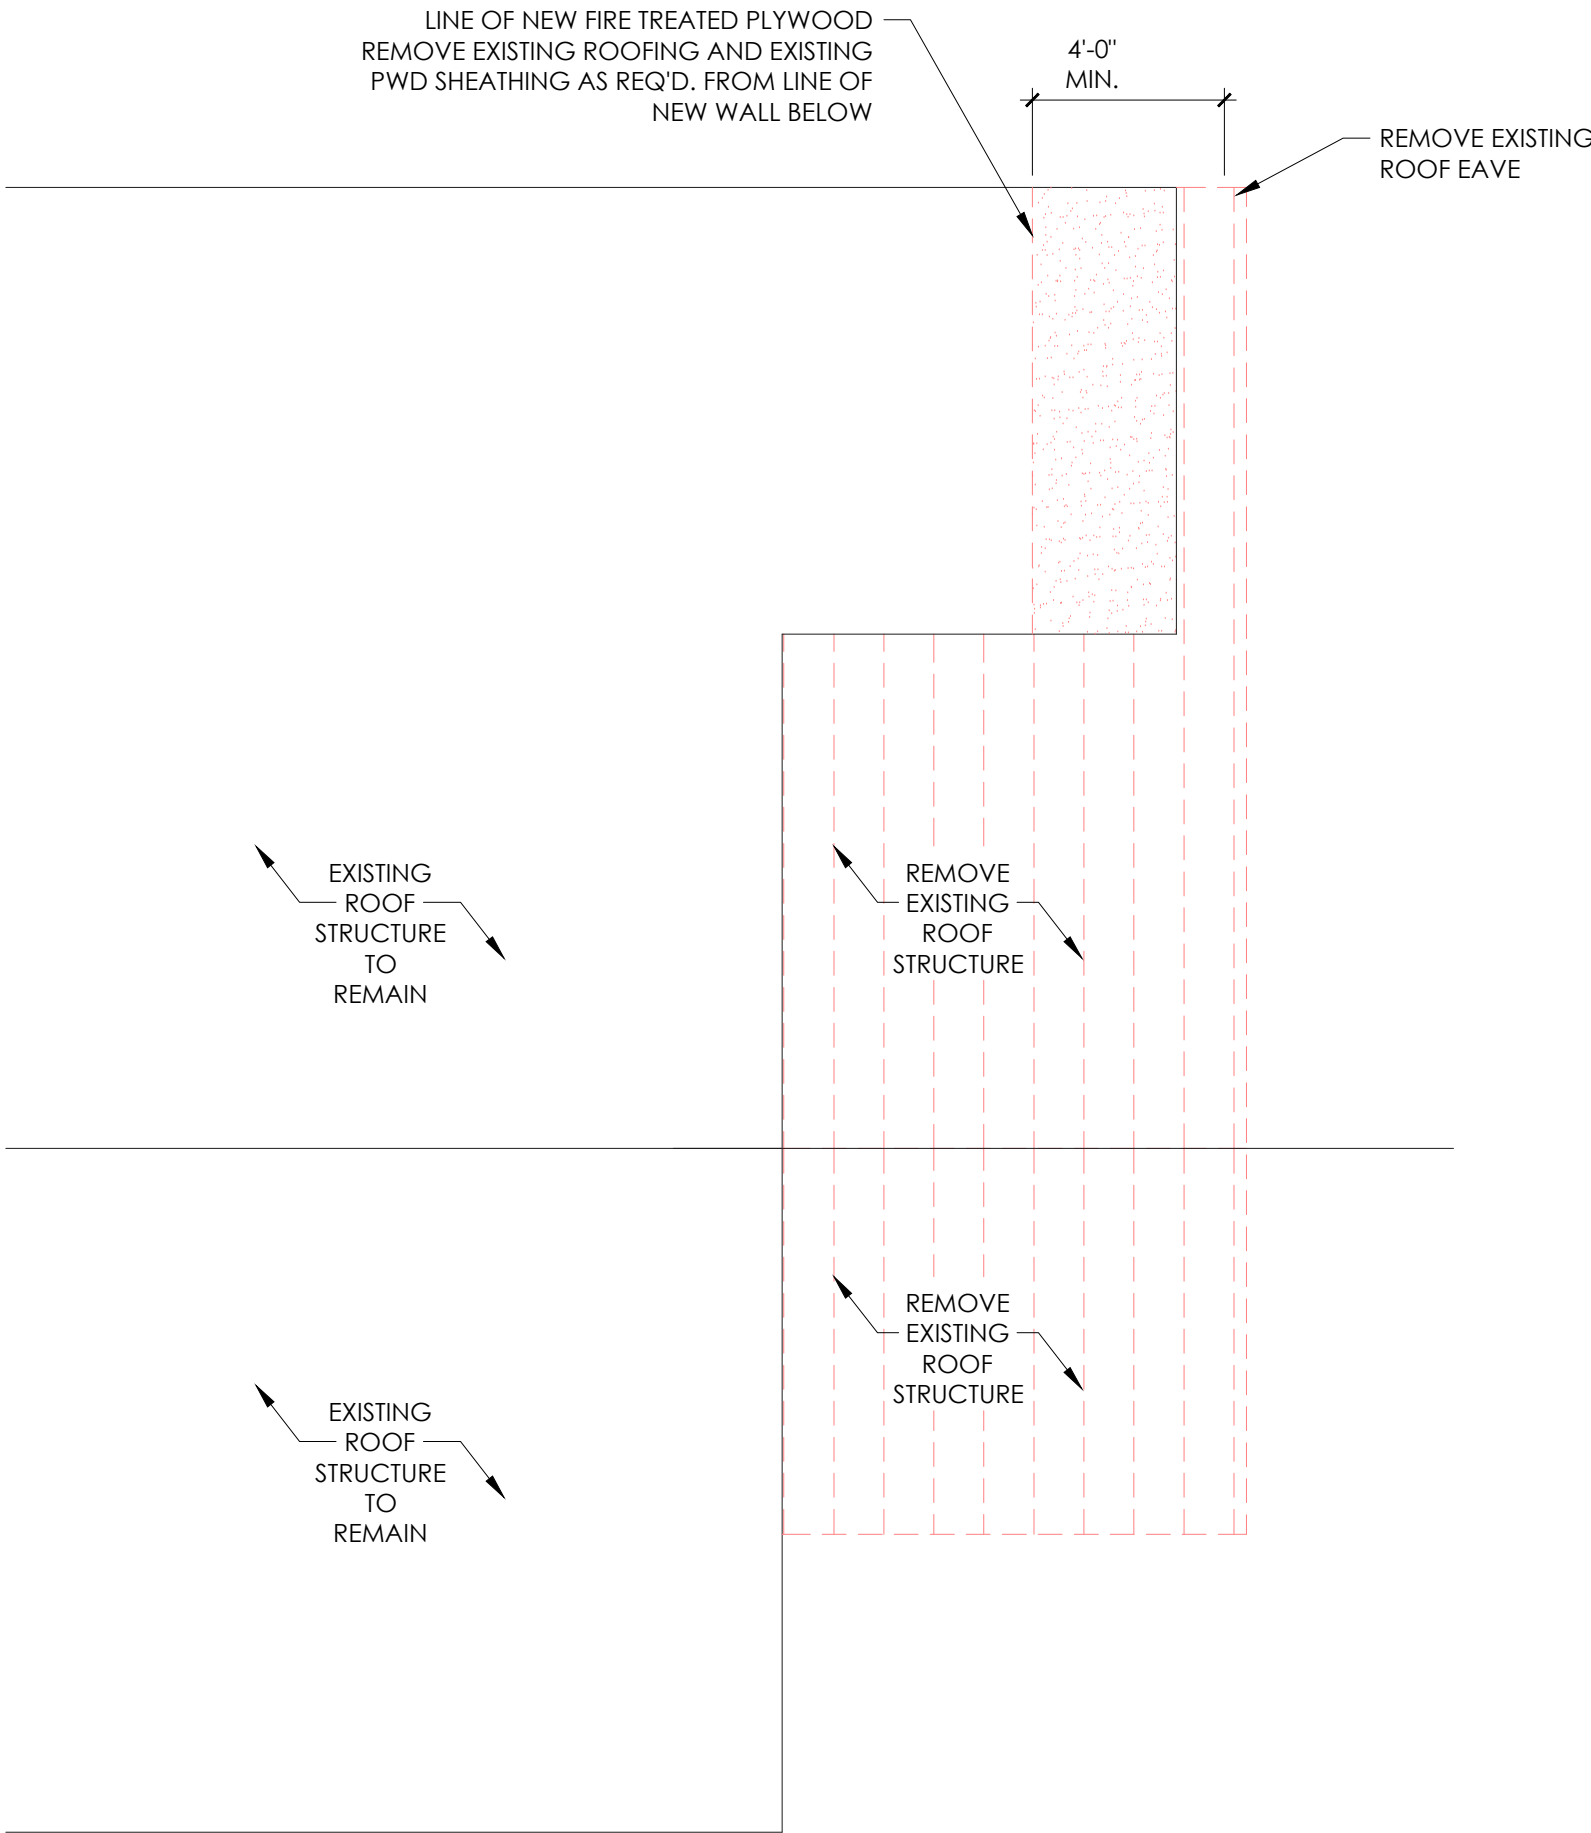 LINE OF NEW FIRE TREATED PLYWOOD
REMOVE EXISTING ROOFING AND EXISTING
PWD SHEATHING AS REQ'D. FROM LINE OF
NEW WALL BELOW
4'-0"
MIN.
REMOVE EXISTING
ROOF EAVE
EXISTING
ROOF
STRUCTURE
TO
REMAIN
REMOVE
EXISTING
ROOF
STRUCTURE
REMOVE
EXISTING
ROOF
STRUCTURE
EXISTING
ROOF
STRUCTURE
TO
REMAIN